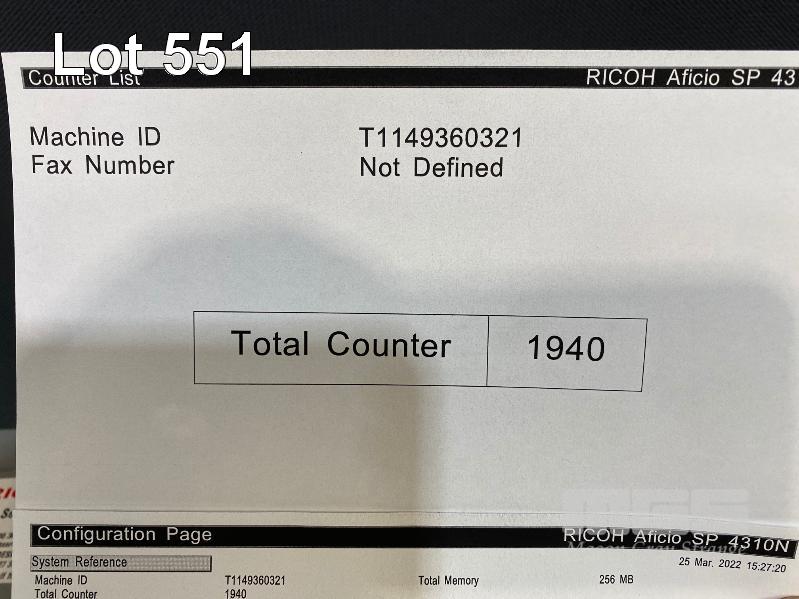 Lot 551
Counter List RICOH Aficio SP 43
Machine ID T1149360321
Fax Number Not Defined
Total Counter 1940
Configuration Page RICOH Aficio SP 4310N
25 Mar. 2022 15:27:20
System Reference
Machine ID T1149360321 Total Memory 256 MB
Total Counter 1940